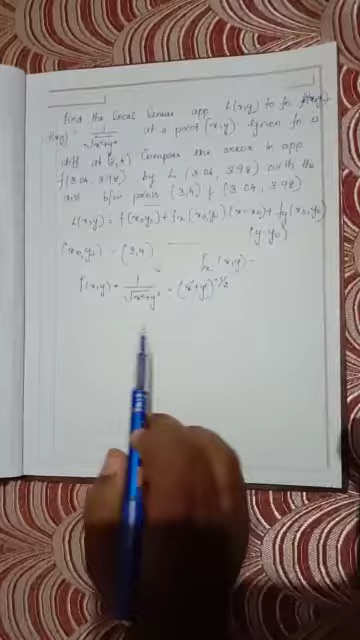 Find the local linear app L(x,y) to fn f(x,y)
f(x,y) = 1/√x²+y² at a point (x,y) given fn is
diff at (3,4) Compare the error in app
f(3.04, 3.98) by L (3.04, 3.98) with the
dist b/w points (3,4) & (3.04, 3.98)
L(x,y) = f(x₀,y₀) + fx (x₀,y₀)(x-x₀) + fy(x₀,y₀)
(y-y₀)
(x₀,y₀) = (3,4)
fx (x,y) =
f(x,y) = 1/√x²+y² = (x²+y²)^-1/2